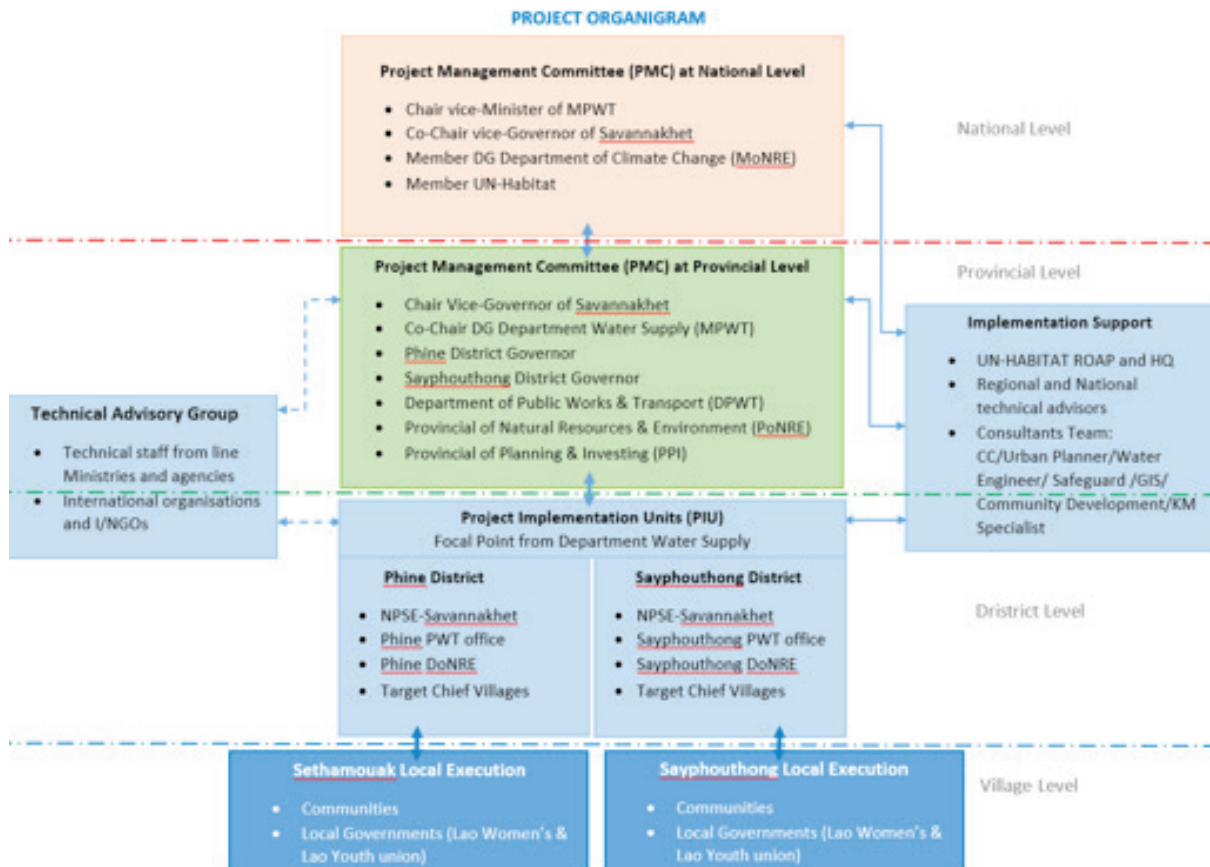 PROJECT ORGANIGRAM
Project Management Committee (PMC) at National Level
• Chair vice-Minister of MPWT
• Co-Chair vice-Governor of Savannakhet
• Member DG Department of Climate Change (MoNRE)
• Member UN-Habitat
National Level
Project Management Committee (PMC) at Provincial Level
• Chair Vice-Governor of Savannakhet
• Co-Chair DG Department Water Supply (MPWT)
• Phine District Governor
• Sayphouthong District Governor
• Department of Public Works & Transport (DPWT)
• Provincial of Natural Resources & Environment (PoNRE)
• Provincial of Planning & Investing (PPI)
Provincial Level
Implementation Support
• UN-HABITAT ROAP and HQ
• Regional and National
technical advisors
• Consultants Team:
CC/Urban Planner/Water
Engineer/ Safeguard /GIS/
Community Development/KM
Specialist
Technical Advisory Group
• Technical staff from line
Ministries and agencies
• International organisations
and I/NGOs
Project Implementation Units (PIU)
Focal Point from Department Water Supply
Phine District
• NPSE-Savannakhet
• Phine PWT office
• Phine DoNRE
• Target Chief Villages
Sayphouthong District
• NPSE-Savannakhet
• Sayphouthong PWT office
• Sayphouthong DoNRE
• Target Chief Villages
Dristrict Level
Sethamouak Local Execution
• Communities
• Local Governments (Lao Women's &
Lao Youth union)
Sayphouthong Local Execution
• Communities
• Local Governments (Lao Women's &
Lao Youth union)
Village Level